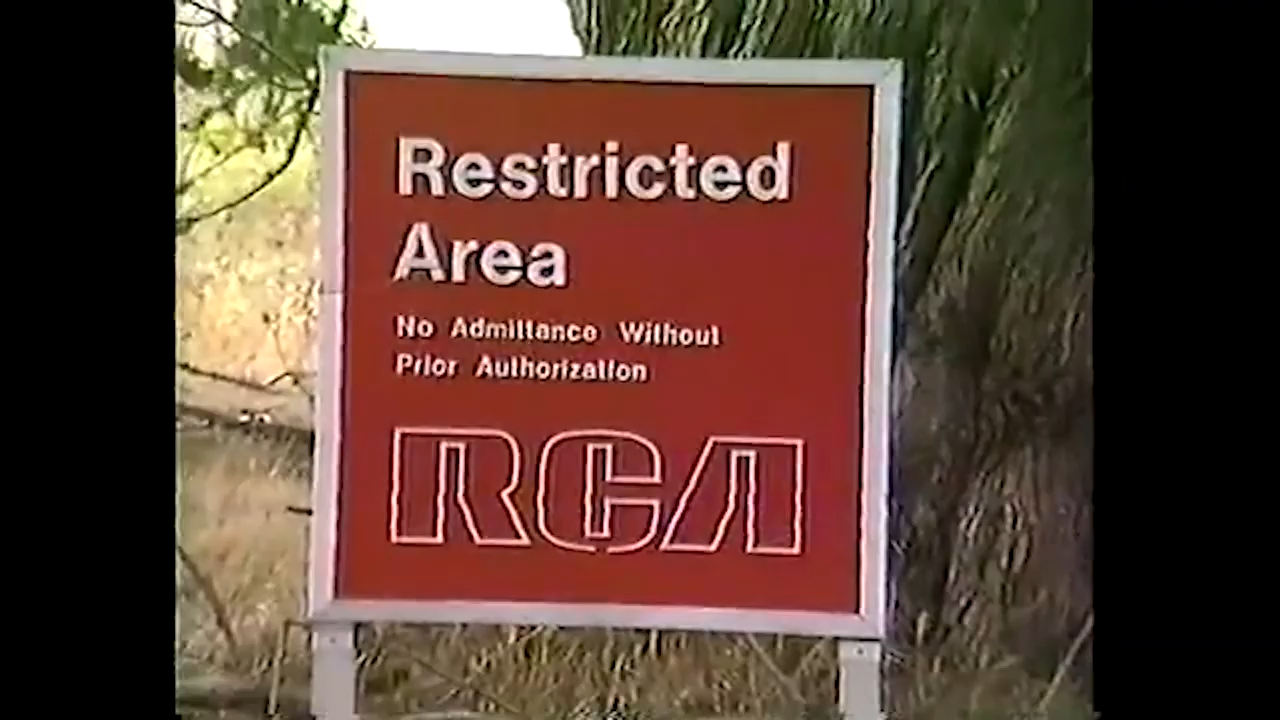 Restricted
Area
No Admittance Without
Prior Authorization
RCA